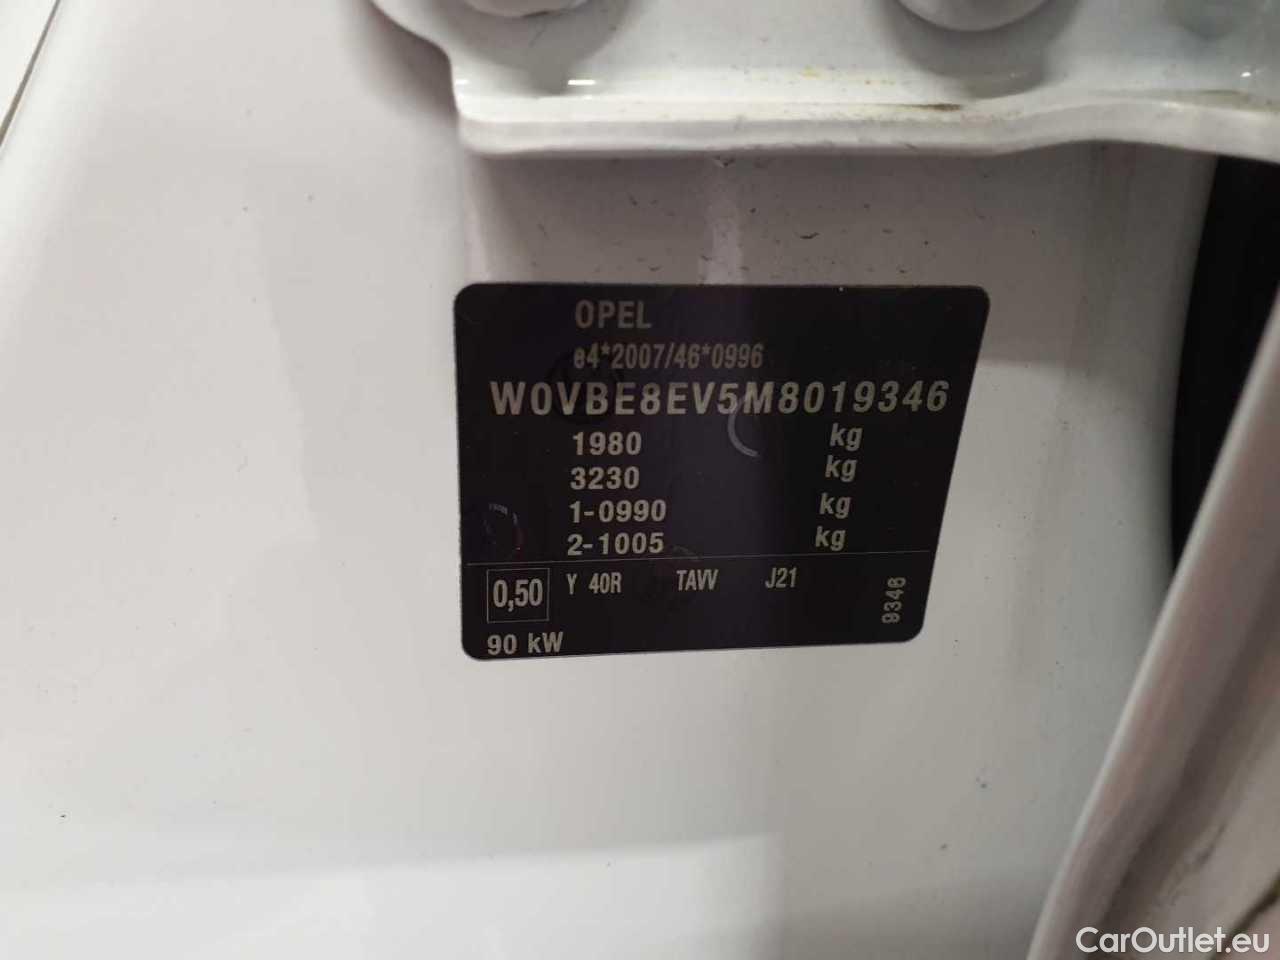 OPEL
e4*2007/46*0996
W0VBE8EV5M8019346
1980 kg
3230 kg
1-0990 kg
2-1005 kg
0,50 Y 40R TAVV J21 9346
90 kW
CarOutlet.eu